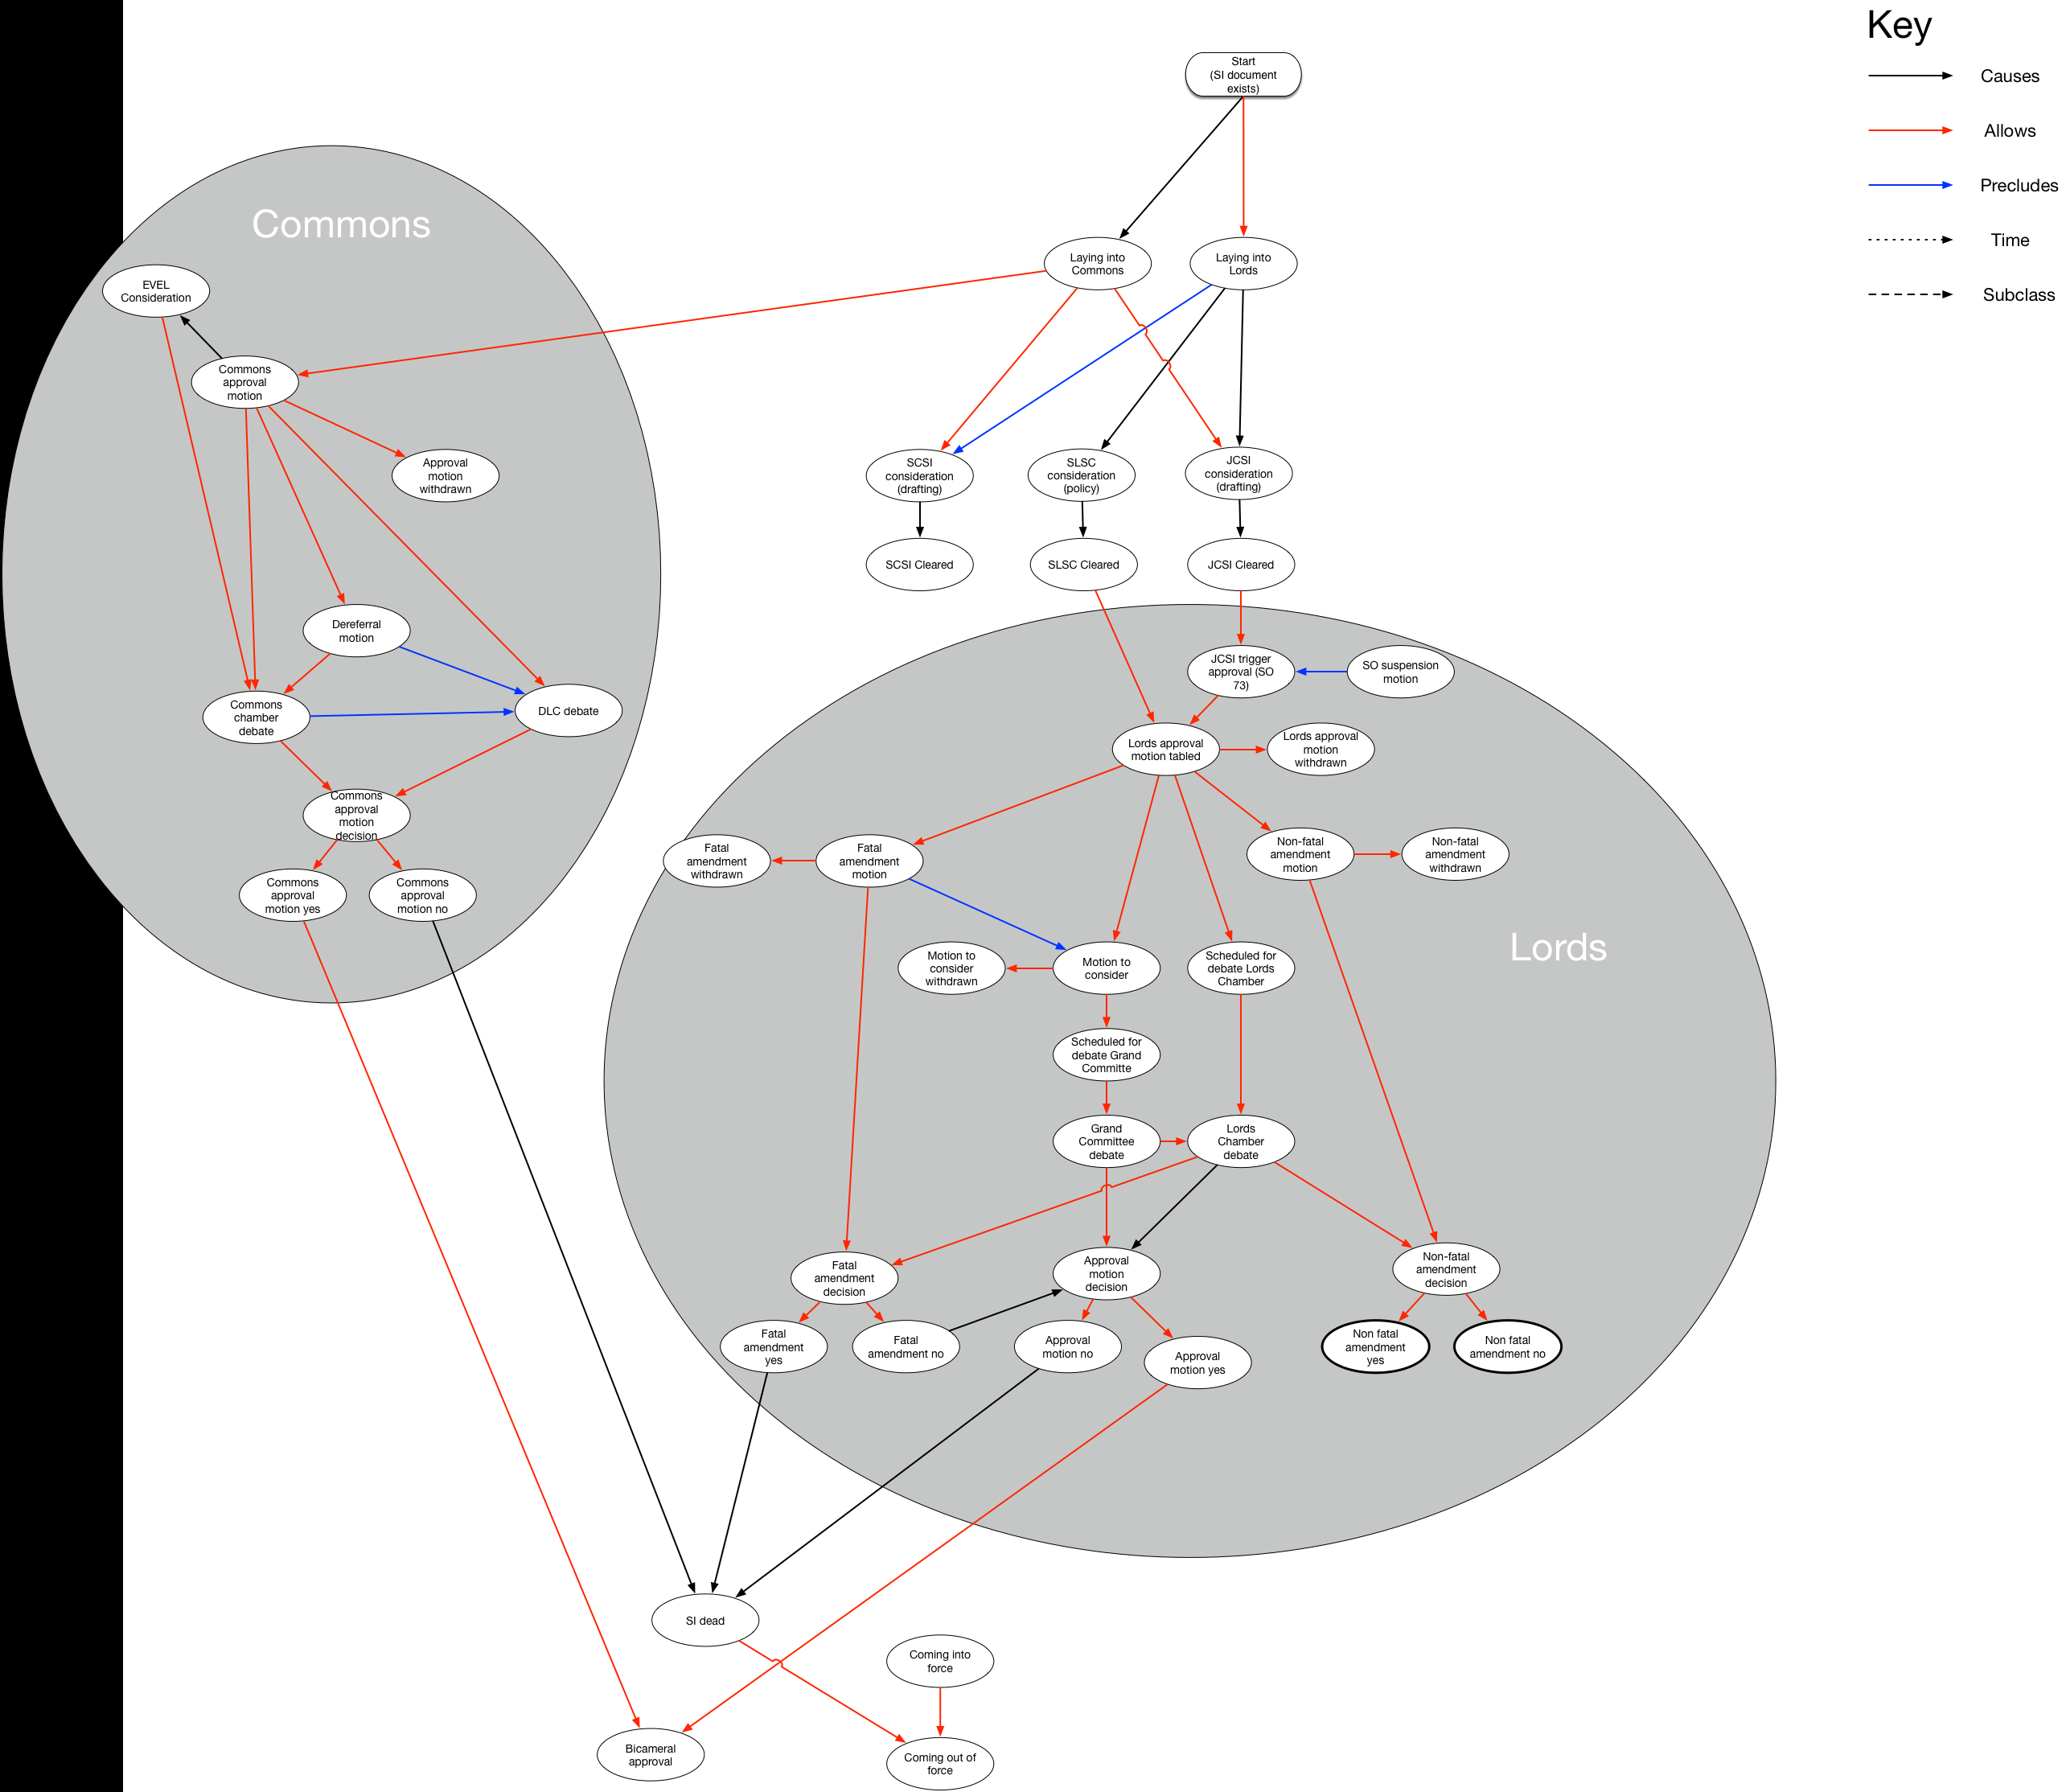 Key
Causes
Allows
Precludes
Time
Subclass
Start
(SI document
exists)
Commons
Laying into
Commons
Laying into
Lords
EVEL
Consideration
Commons
approval
motion
Approval
motion
withdrawn
SCSI
consideration
(drafting)
SLSC
consideration
(policy)
JCSI
consideration
(drafting)
SCSI Cleared
SLSC Cleared
JCSI Cleared
Dereferral
motion
Commons
chamber
debate
DLC debate
Commons
approval
motion
decision
Commons
approval
motion yes
Commons
approval
motion no
JCSI trigger
approval (SO
73)
SO suspension
motion
Lords approval
motion tabled
Lords approval
motion
withdrawn
Fatal
amendment
withdrawn
Fatal
amendment
motion
Non-fatal
amendment
motion
Non-fatal
amendment
withdrawn
Lords
Motion to
consider
withdrawn
Motion to
consider
Scheduled for
debate Lords
Chamber
Scheduled for
debate Grand
Committe
Grand
Committee
debate
Lords
Chamber
debate
Fatal
amendment
decision
Approval
motion
decision
Non-fatal
amendment
decision
Fatal
amendment
yes
Fatal
amendment no
Approval
motion no
Approval
motion yes
Non fatal
amendment
yes
Non fatal
amendment no
SI dead
Coming into
force
Bicameral
approval
Coming out of
force